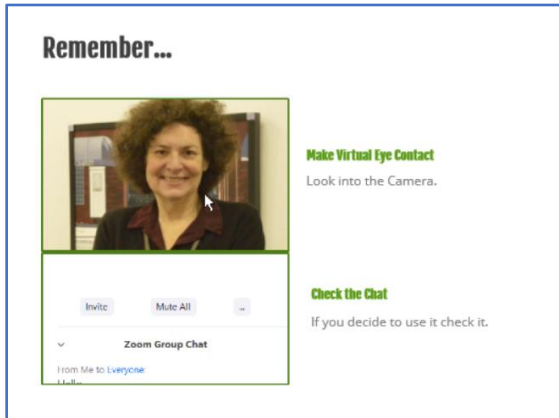 Remember...
Make Virtual Eye Contact
Look into the Camera.
Check the Chat
If you decide to use it check it.
Invite
Mute All
...
Zoom Group Chat
From Me to Everyone: